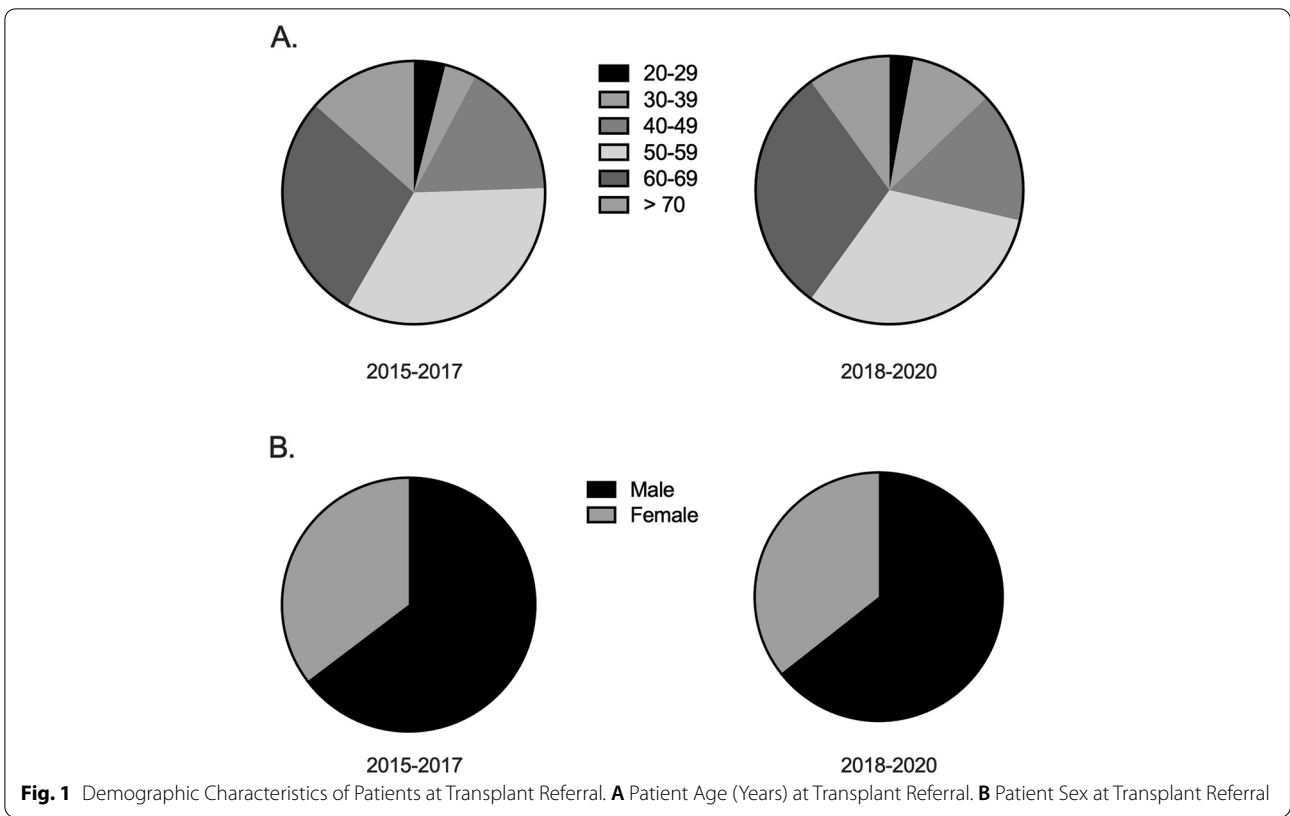 A.
20-29
30-39
40-49
50-59
60-69
> 70
2015-2017
2018-2020
B.
Male
Female
2015-2017
2018-2020
Fig. 1 Demographic Characteristics of Patients at Transplant Referral. A Patient Age (Years) at Transplant Referral. B Patient Sex at Transplant Referral